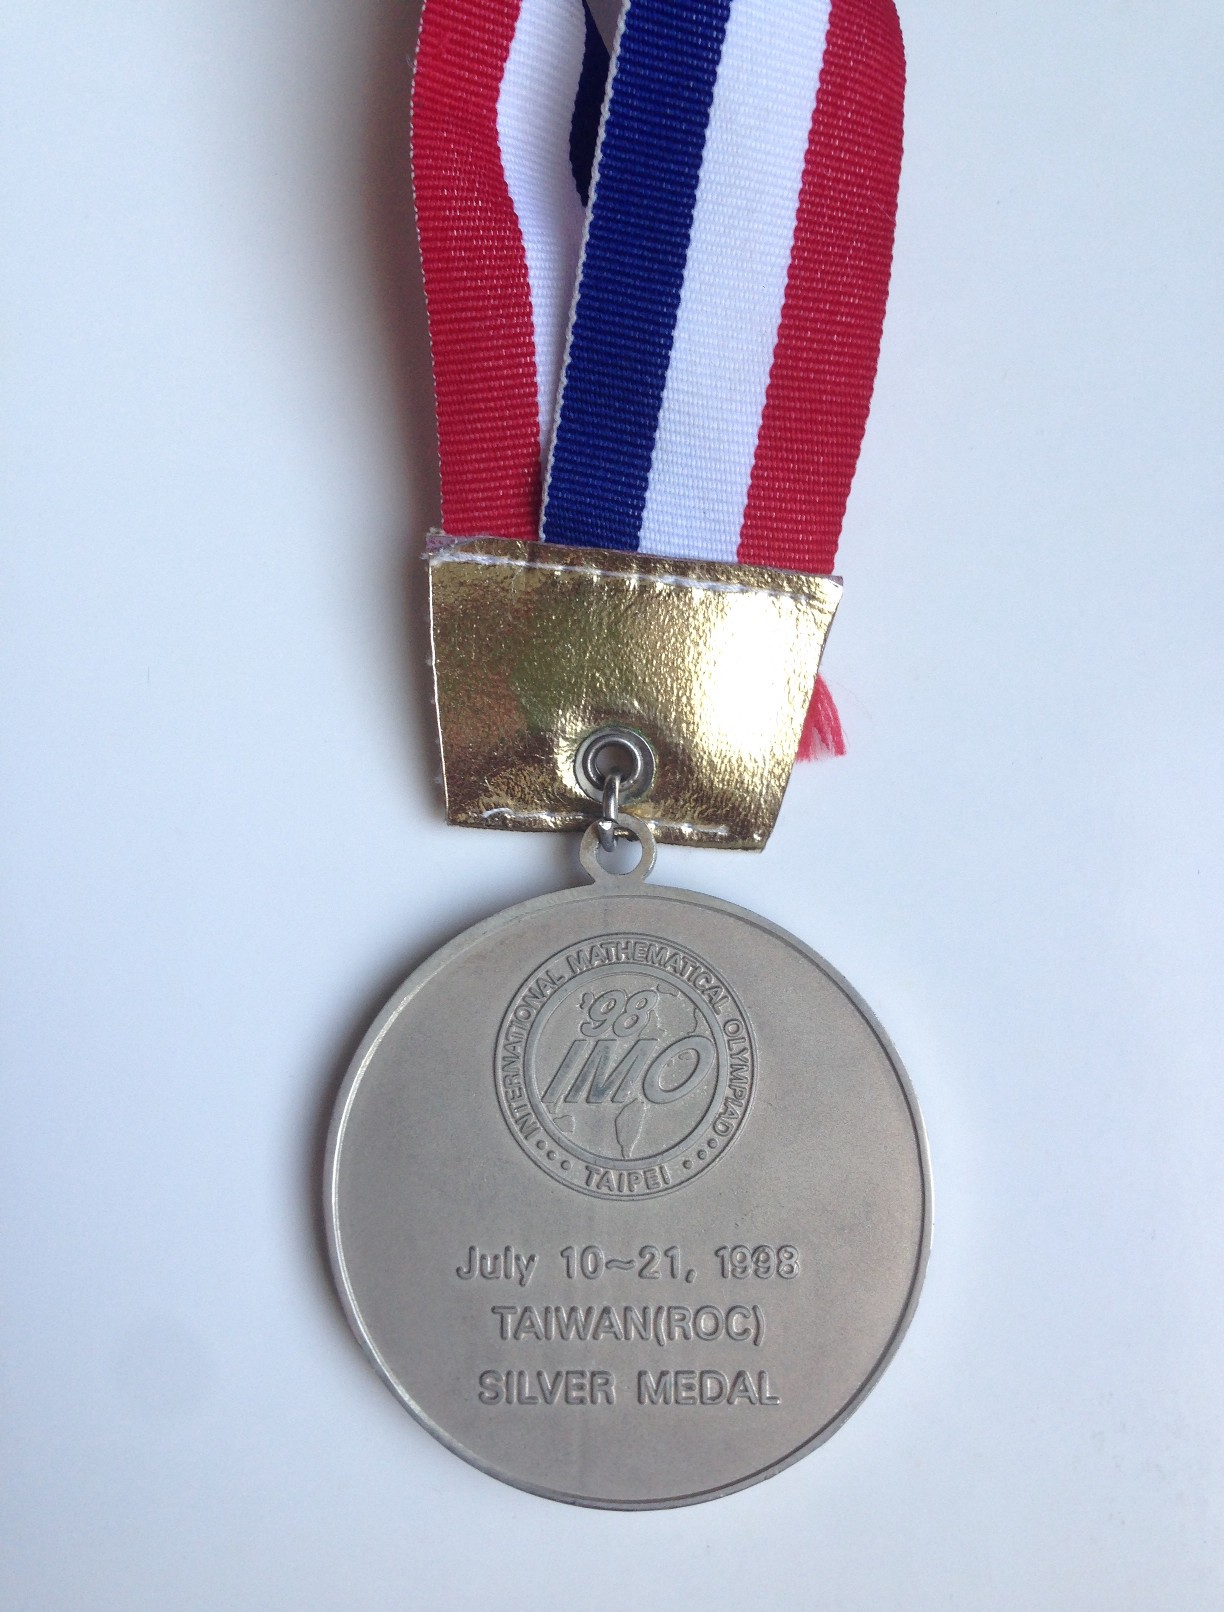 INTERNATIONAL MATHEMATICAL OLYMPIAD
'98
IMO
TAIPEI
July 10~21, 1998
TAIWAN(ROC)
SILVER MEDAL